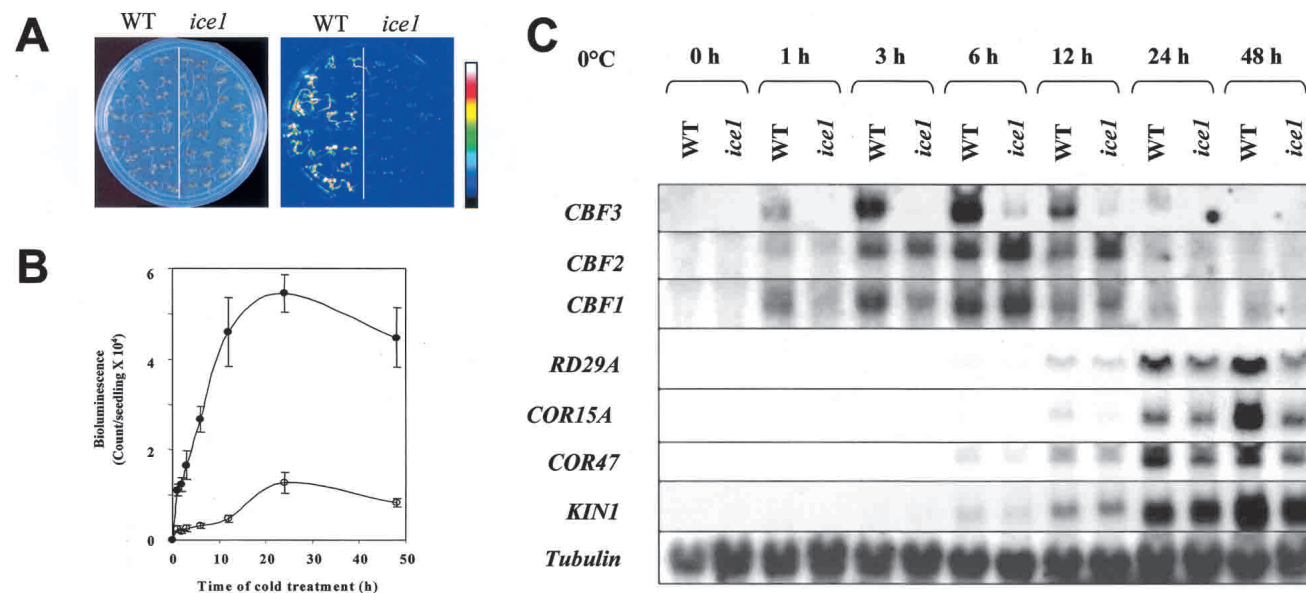 A
WT ice1
WT ice1
B
Bioluminescence
(Count/seedling X 10⁴)
6
4
2
0
0 10 20 30 40 50
Time of cold treatment (h)
C
0°C 0 h 1 h 3 h 6 h 12 h 24 h 48 h
WT ice1 WT ice1 WT ice1 WT ice1 WT ice1 WT ice1 WT ice1
CBF3
CBF2
CBF1
RD29A
COR15A
COR47
KIN1
Tubulin